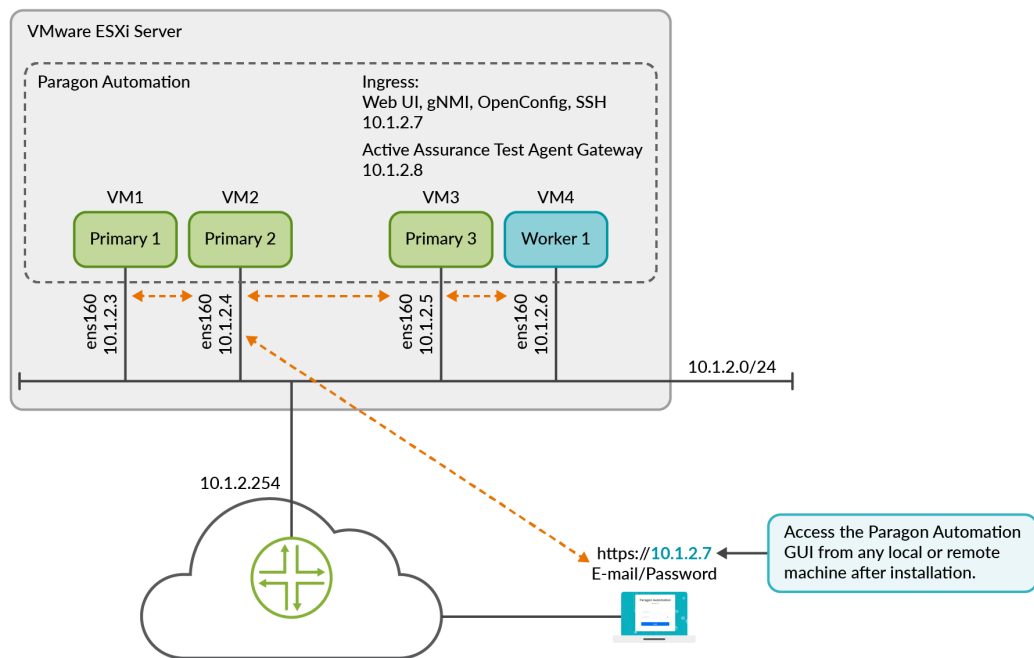 VMware ESXi Server
Paragon Automation
Ingress:
Web UI, gNMI, OpenConfig, SSH
10.1.2.7
Active Assurance Test Agent Gateway
10.1.2.8
VM1
VM2
VM3
VM4
Primary 1
Primary 2
Primary 3
Worker 1
ens160
10.1.2.3
ens160
10.1.2.4
ens160
10.1.2.5
ens160
10.1.2.6
10.1.2.0/24
10.1.2.254
https://10.1.2.7
E-mail/Password
Access the Paragon Automation
GUI from any local or remote
machine after installation.
Paragon Automation